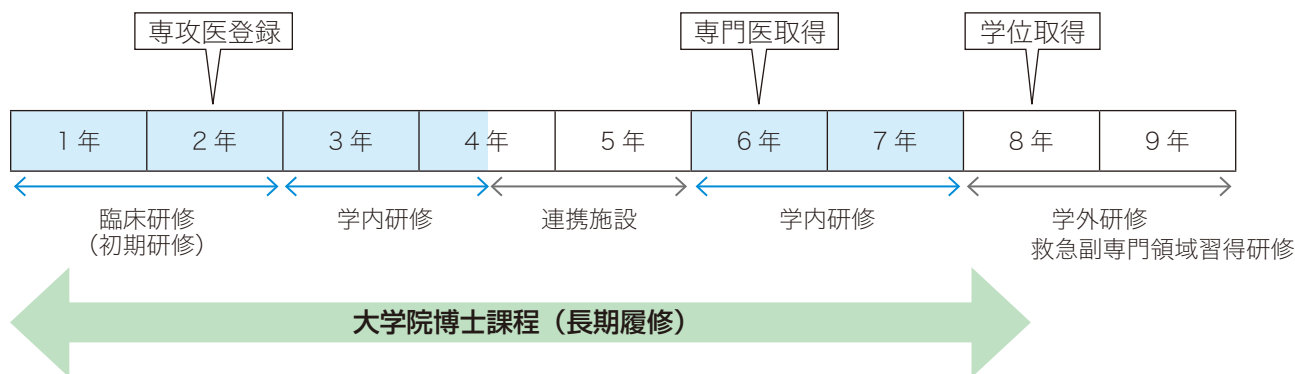 専攻医登録
専門医取得
学位取得
1年
2年
3年
4年
5年
6年
7年
8年
9年
臨床研修
（初期研修）
学内研修
連携施設
学内研修
学外研修
救急副専門領域習得研修
大学院博士課程（長期履修）